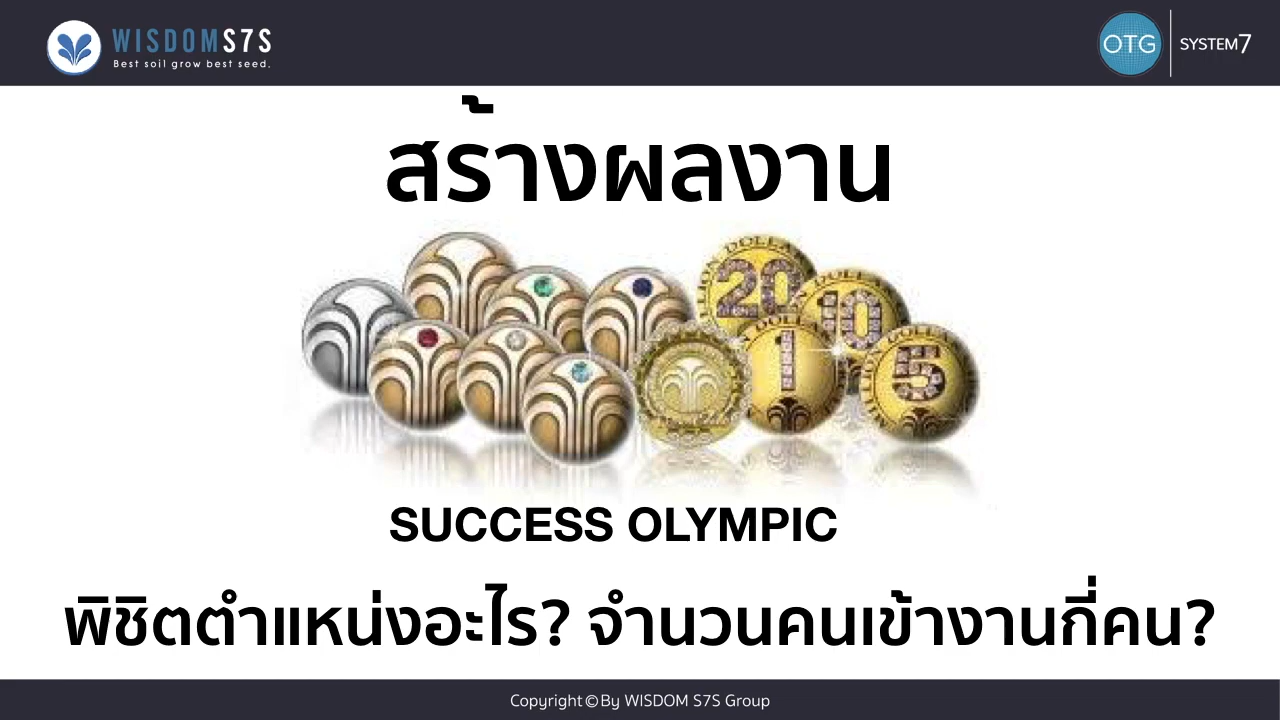 WISDOMS7S
Best soil grow best seed.
OTG SYSTEM7
สร้างผลงาน
20
10
1
5
SUCCESS OLYMPIC
พิชิตตำแหน่งอะไร? จำนวนคนเข้างานกี่คน?
Copyright©By WISDOM S7S Group